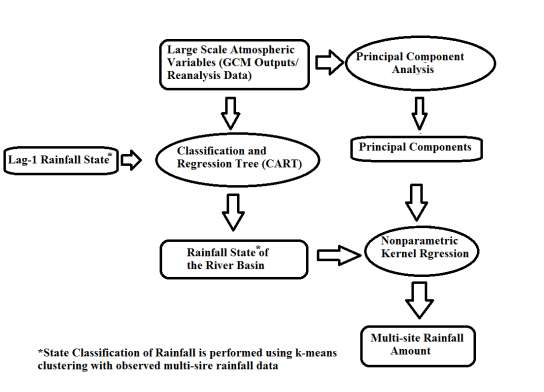 Large Scale Atmospheric
Variables (GCM Outputs/
Reanalysis Data)
Principal Component
Analysis
Lag-1 Rainfall State*
Classification and
Regression Tree (CART)
Principal Components
Rainfall State*of
the River Basin
Nonparametric
Kernel Rgression
Multi-site Rainfall
Amount
*State Classification of Rainfall is performed using k-means
clustering with observed multi-sire rainfall data